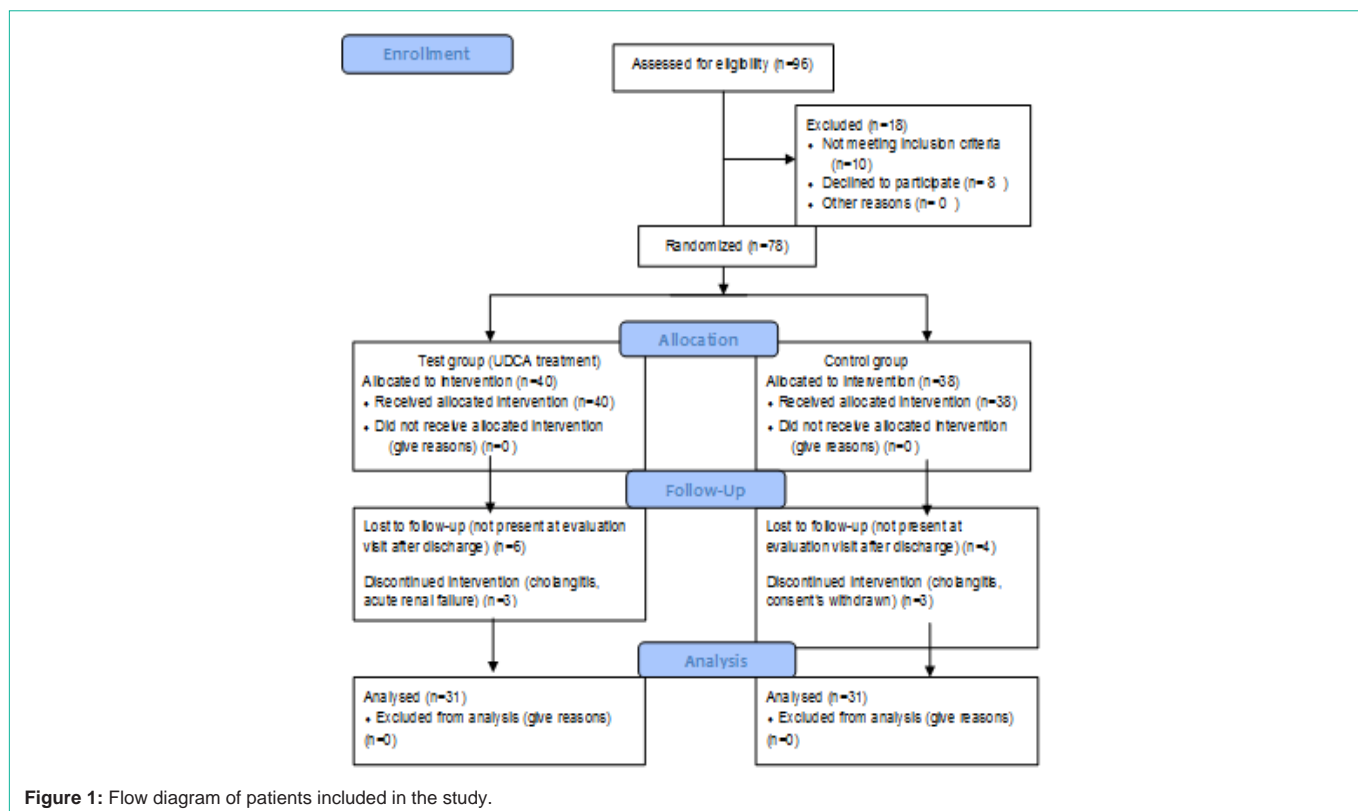 Enrollment
Assessed for eligibility (n=96)
Excluded (n=18)
♦ Not meeting inclusion criteria
(n=10)
♦ Declined to participate (n= 8 )
♦ Other reasons (n= 0 )
Randomized (n=78)
Allocation
Test group (UDCA treatment)
Allocated to intervention (n=40)
♦ Received allocated intervention (n=40)
♦ Did not receive allocated intervention
(give reasons) (n=0 )
Control group
Allocated to intervention (n=38)
♦ Received allocated intervention (n=38)
♦ Did not receive allocated intervention
(give reasons) (n=0 )
Follow-Up
Lost to follow-up (not present at evaluation
visit after discharge) (n=6)
Discontinued intervention (cholangitis,
acute renal failure) (n=3)
Lost to follow-up (not present at
evaluation visit after discharge) (n=4)
Discontinued intervention (cholangitis,
consent's withdrawn) (n=3)
Analysis
Analysed (n=31)
♦ Excluded from analysis (give reasons)
(n=0)
Analysed (n=31)
♦ Excluded from analysis (give reasons)
(n=0)
Figure 1: Flow diagram of patients included in the study.